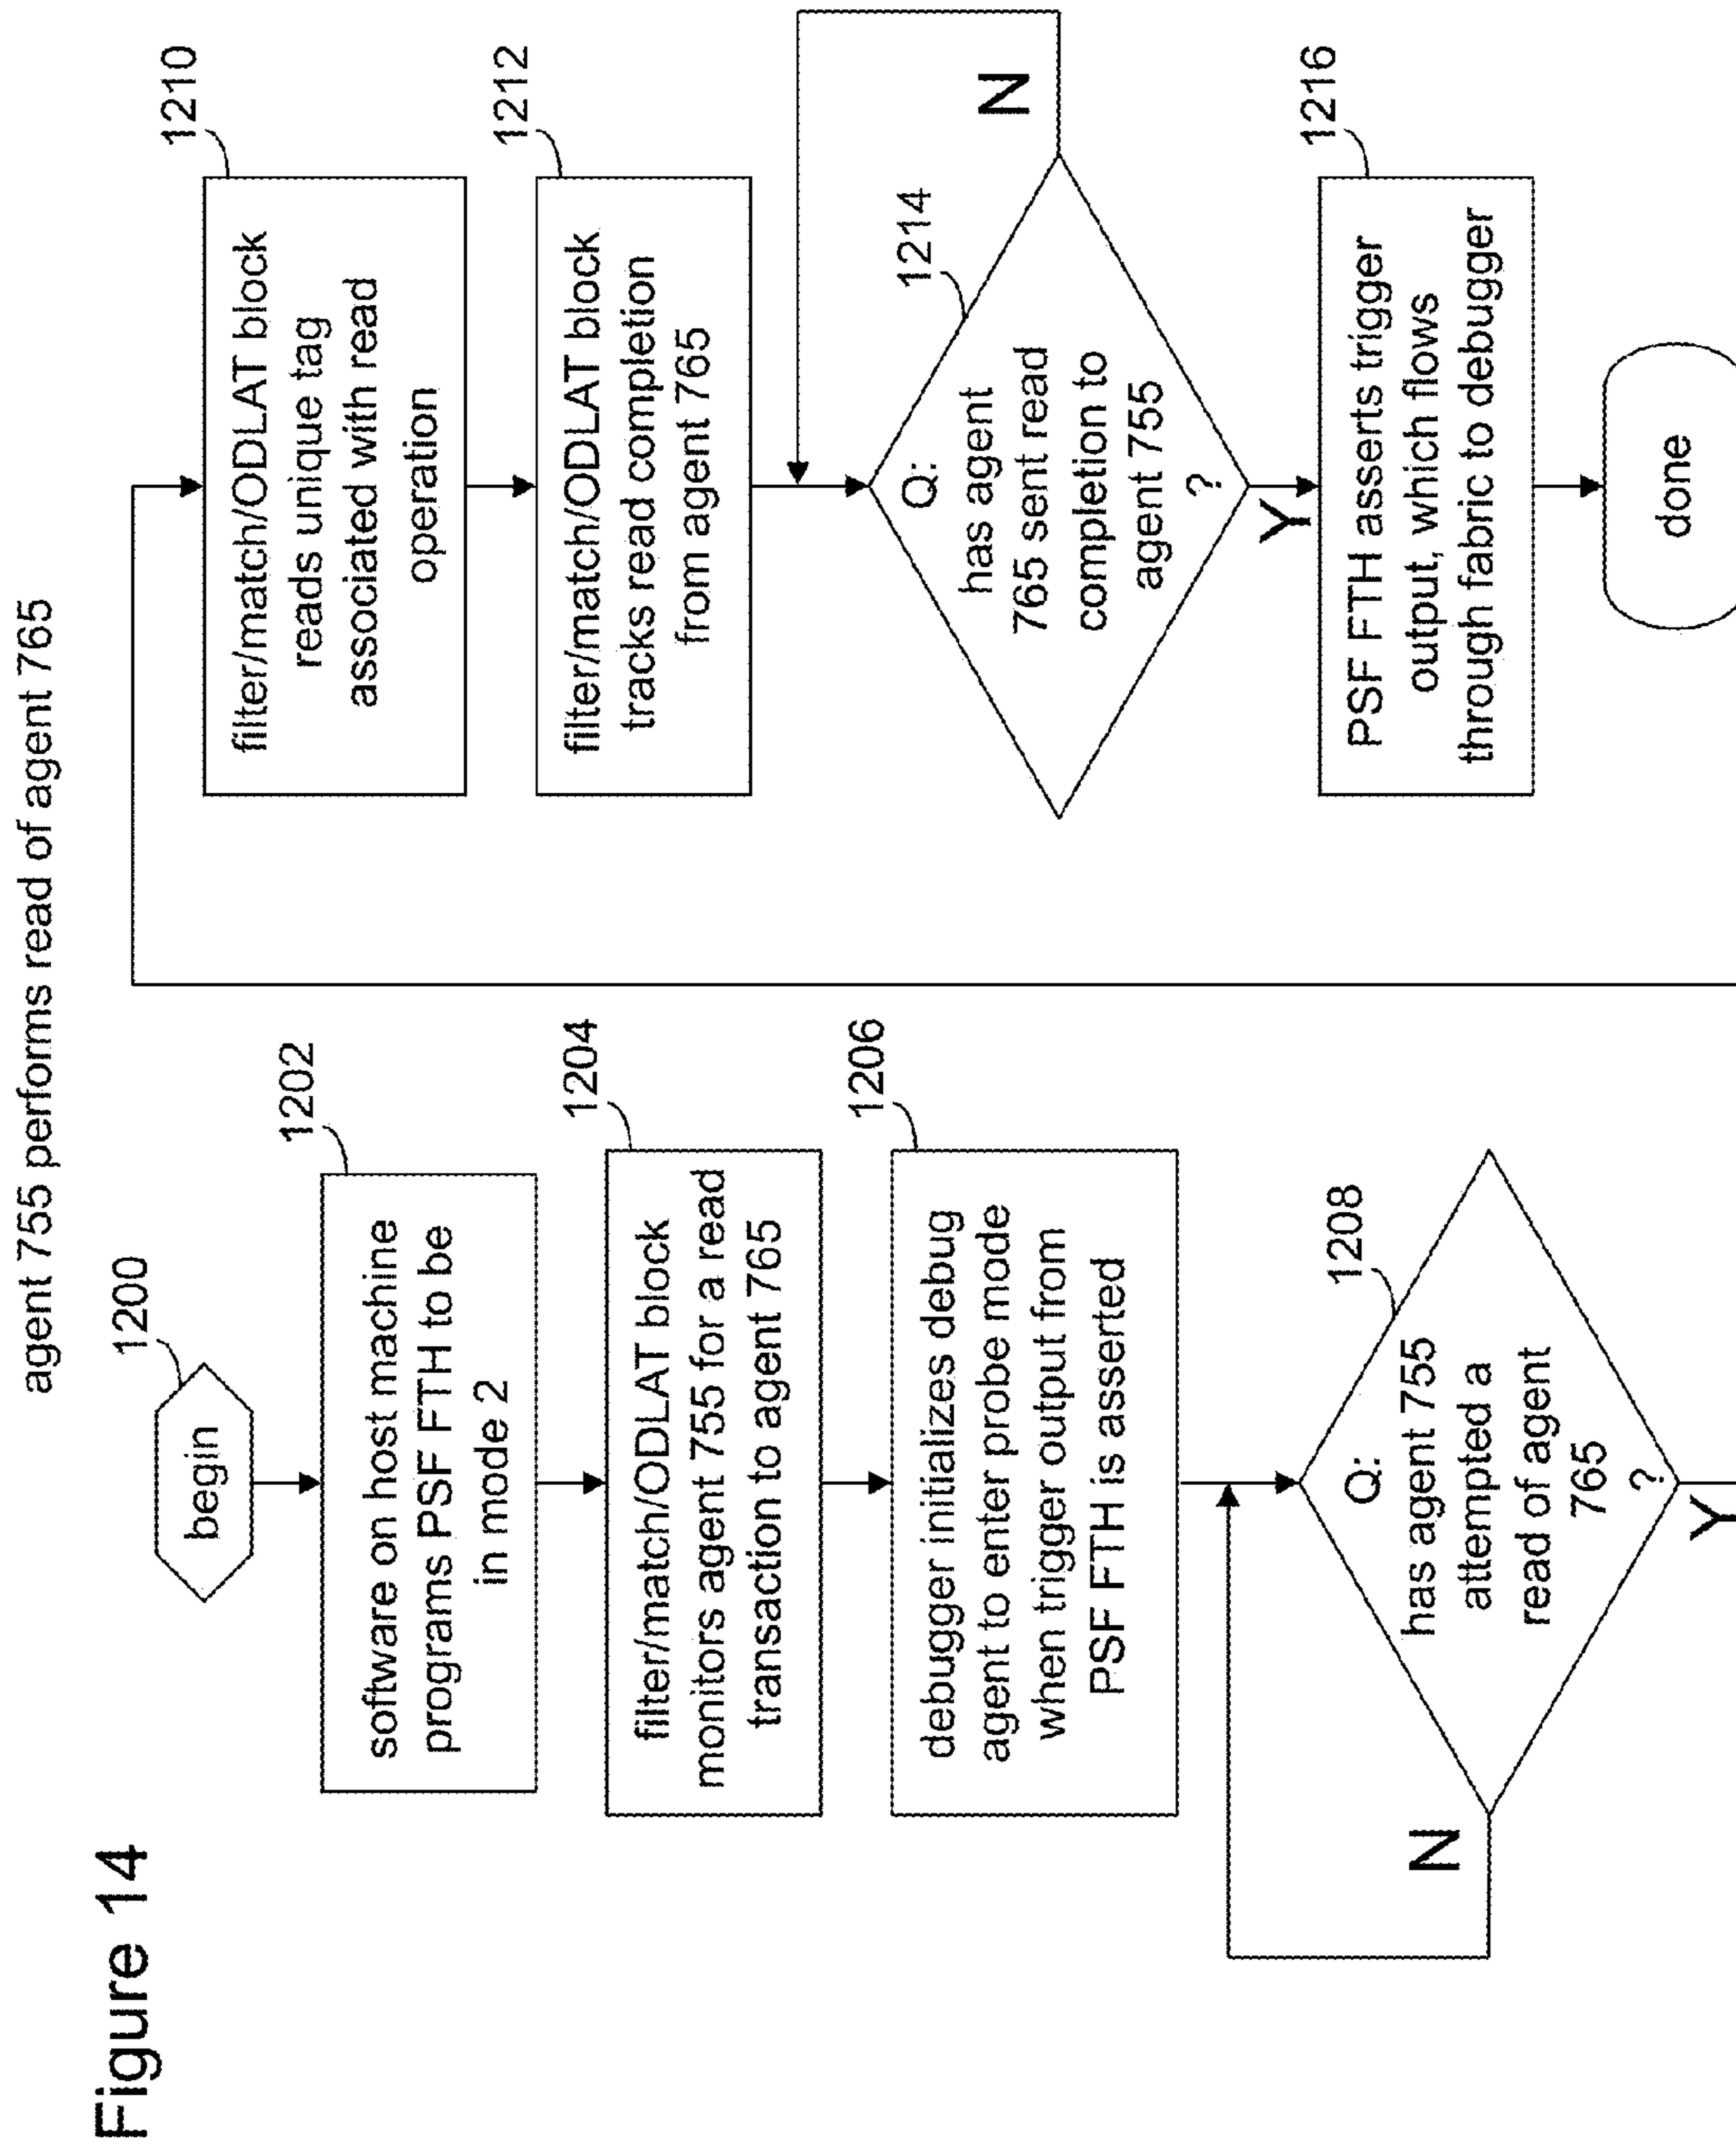 Figure 14
agent 755 performs read of agent 765
begin
1200
software on host machine
programs PSF FTH to be
in mode 2
1202
filter/match/ODLAT block
monitors agent 755 for a read
transaction to agent 765
1204
debugger initializes debug
agent to enter probe mode
when trigger output from
PSF FTH is asserted
1206
Q:
has agent 755
attempted a
read of agent
765
?
1208
N
Y
filter/match/ODLAT block
reads unique tag
associated with read
operation
1210
filter/match/ODLAT block
tracks read completion
from agent 765
1212
Q:
has agent
765 sent read
completion to
agent 755
?
1214
N
Y
PSF FTH asserts trigger
output, which flows
through fabric to debugger
1216
done